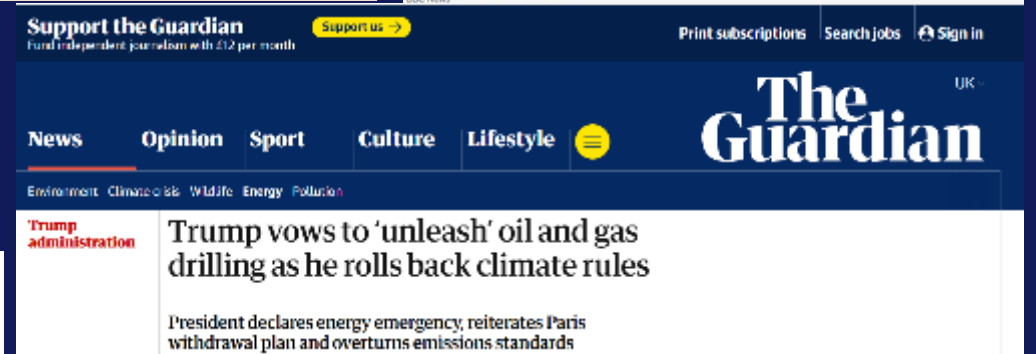 BBC News
Support the Guardian
Fund independent journalism with £12 per month
Support us →
Print subscriptions
Search jobs
Sign in
UK
The
Guardian
News
Opinion
Sport
Culture
Lifestyle
Environment Climate crisis Wildlife Energy Pollution
Trump
administration
Trump vows to ‘unleash’ oil and gas
drilling as he rolls back climate rules
President declares energy emergency, reiterates Paris
withdrawal plan and overturns emissions standards